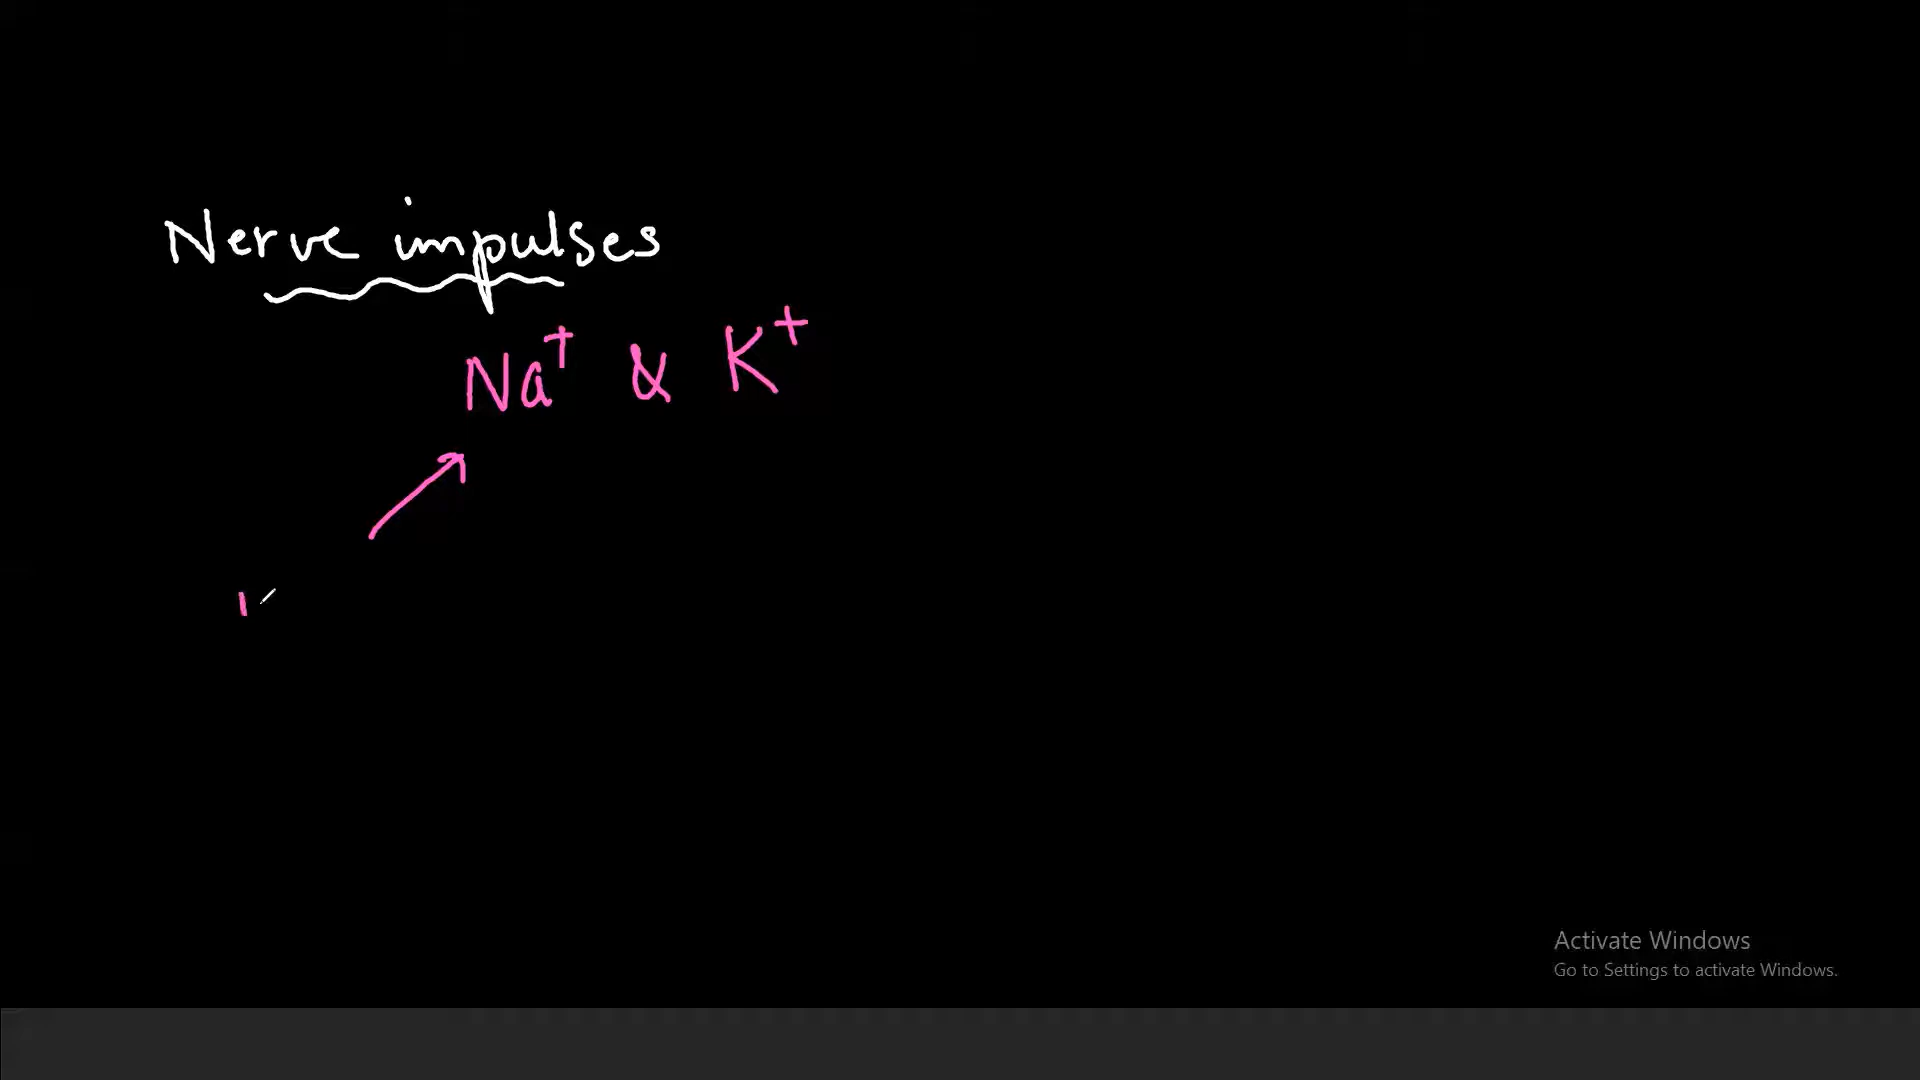 Nerve impulses
Na⁺ & K⁺
Activate Windows
Go to Settings to activate Windows.